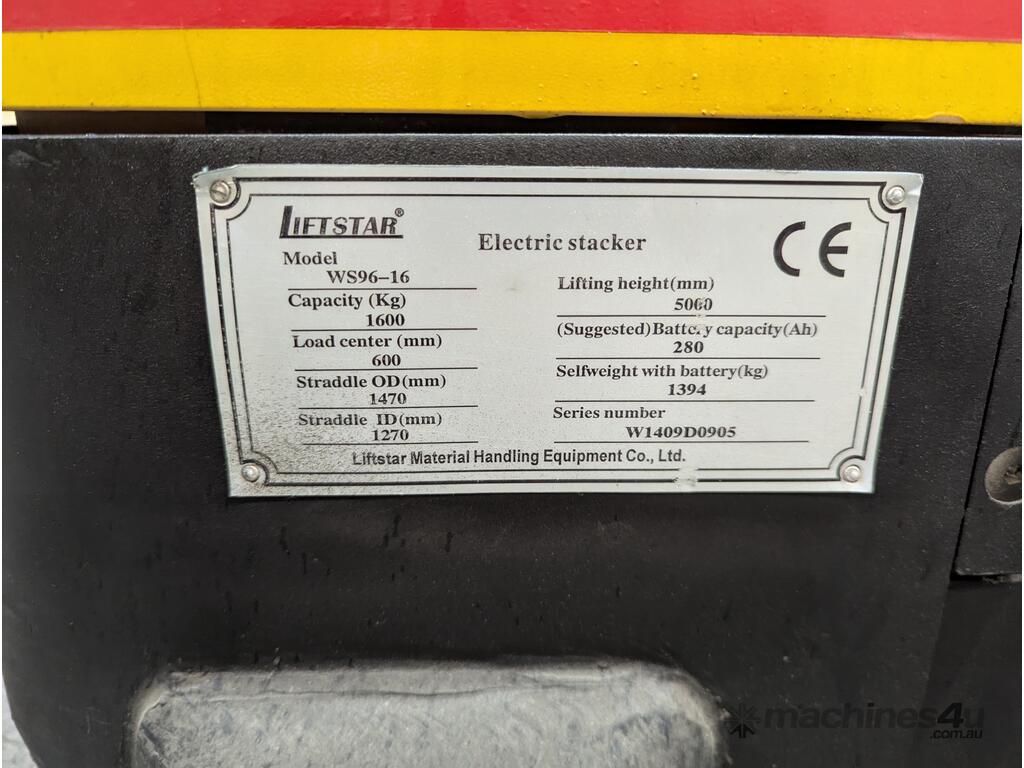 LIFTSTAR®
Electric stacker
CE
Model
WS96-16
Capacity (Kg)
1600
Load center (mm)
600
Straddle OD(mm)
1470
Straddle ID(mm)
1270
Lifting height(mm)
5000
(Suggested)Battery capacity(Ah)
280
Selfweight with battery(kg)
1394
Series number
W1409D0905
Liftstar Material Handling Equipment Co., Ltd.
machines4u
.com.au